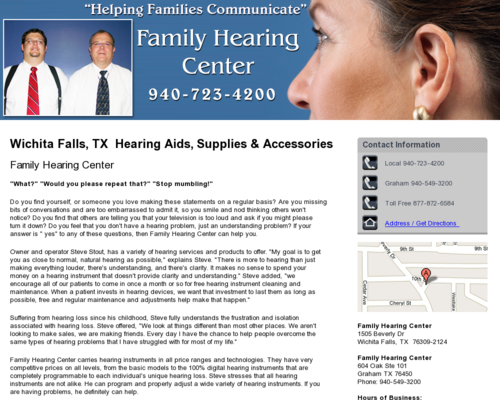 "Helping Families Communicate"
Family Hearing
Center
940-723-4200
Wichita Falls, TX  Hearing Aids, Supplies & Accessories
Family Hearing Center
"What?" "Would you please repeat that?" "Stop mumbling!"
Do you find yourself, or someone you love making these statements on a regular basis? Are you missing
bits of conversations and are too embarrassed to admit it, so you smile and nod thinking others won't
notice? Do you find that others are telling you that your television is too loud and ask if you might please
turn it down? Do you feel that you don't have a hearing problem, just an understanding problem? If your
answer is " yes" to any of these questions, then Family Hearing Center can help you.
Owner and operator Steve Stout, has a variety of hearing services and products to offer. "My goal is to get
you as close to normal, natural hearing as possible," explains Steve. "There is more to hearing than just
making everything louder, there's understanding, and there's clarity. It makes no sense to spend your
money on a hearing instrument that doesn't provide clarity and understanding." Steve added, "we
encourage all of our patients to come in once a month or so for free hearing instrument cleaning and
maintenance. When a patient invests in hearing devices, we want that investment to last them as long as
possible, free and regular maintenance and adjustments help make that happen."
Suffering from hearing loss since his childhood, Steve fully understands the frustration and isolation
associated with hearing loss. Steve offered, "We look at things different than most other places. We aren't
looking to make sales, we are making friends. Every day I have the chance to help people overcome the
same types of hearing problems that I have struggled with for most of my life."
Family Hearing Center carries hearing instruments in all price ranges and technologies. They have very
competitive prices on all levels, from the basic models to the 100% digital hearing instruments that are
completely programmable to each individual's unique hearing loss. Steve stresses that all hearing
instruments are not alike. He can program and properly adjust a wide variety of hearing instruments. If you
are having problems, he definitely can help.
Contact Information
Local 940-723-4200
Graham 940-549-3200
Toll Free 877-872-6584
Address / Get Directions
9th St
9th St
Beverly Dr
10th
A
Cedar Ave
Cheryl St
Family Hearing Center
1505 Beverly Dr
Wichita Falls, TX  76309-2124
Family Hearing Center
604 Oak Ste 101
Graham TX 76450
Phone: 940-549-3200
Hours of Business: